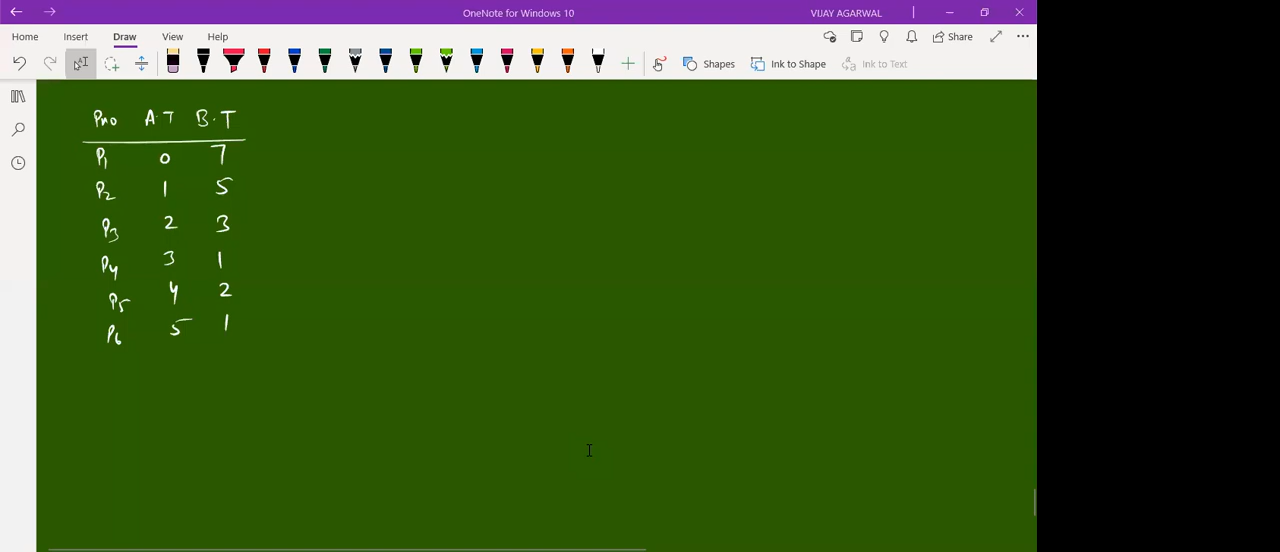 OneNote for Windows 10
VIJAY AGARWAL
Home Insert Draw View Help
Share
Shapes Ink to Shape Ink to Text
Pno A.T B.T
P1 0 7
P2 1 5
P3 2 3
P4 3 1
P5 4 2
P6 5 1